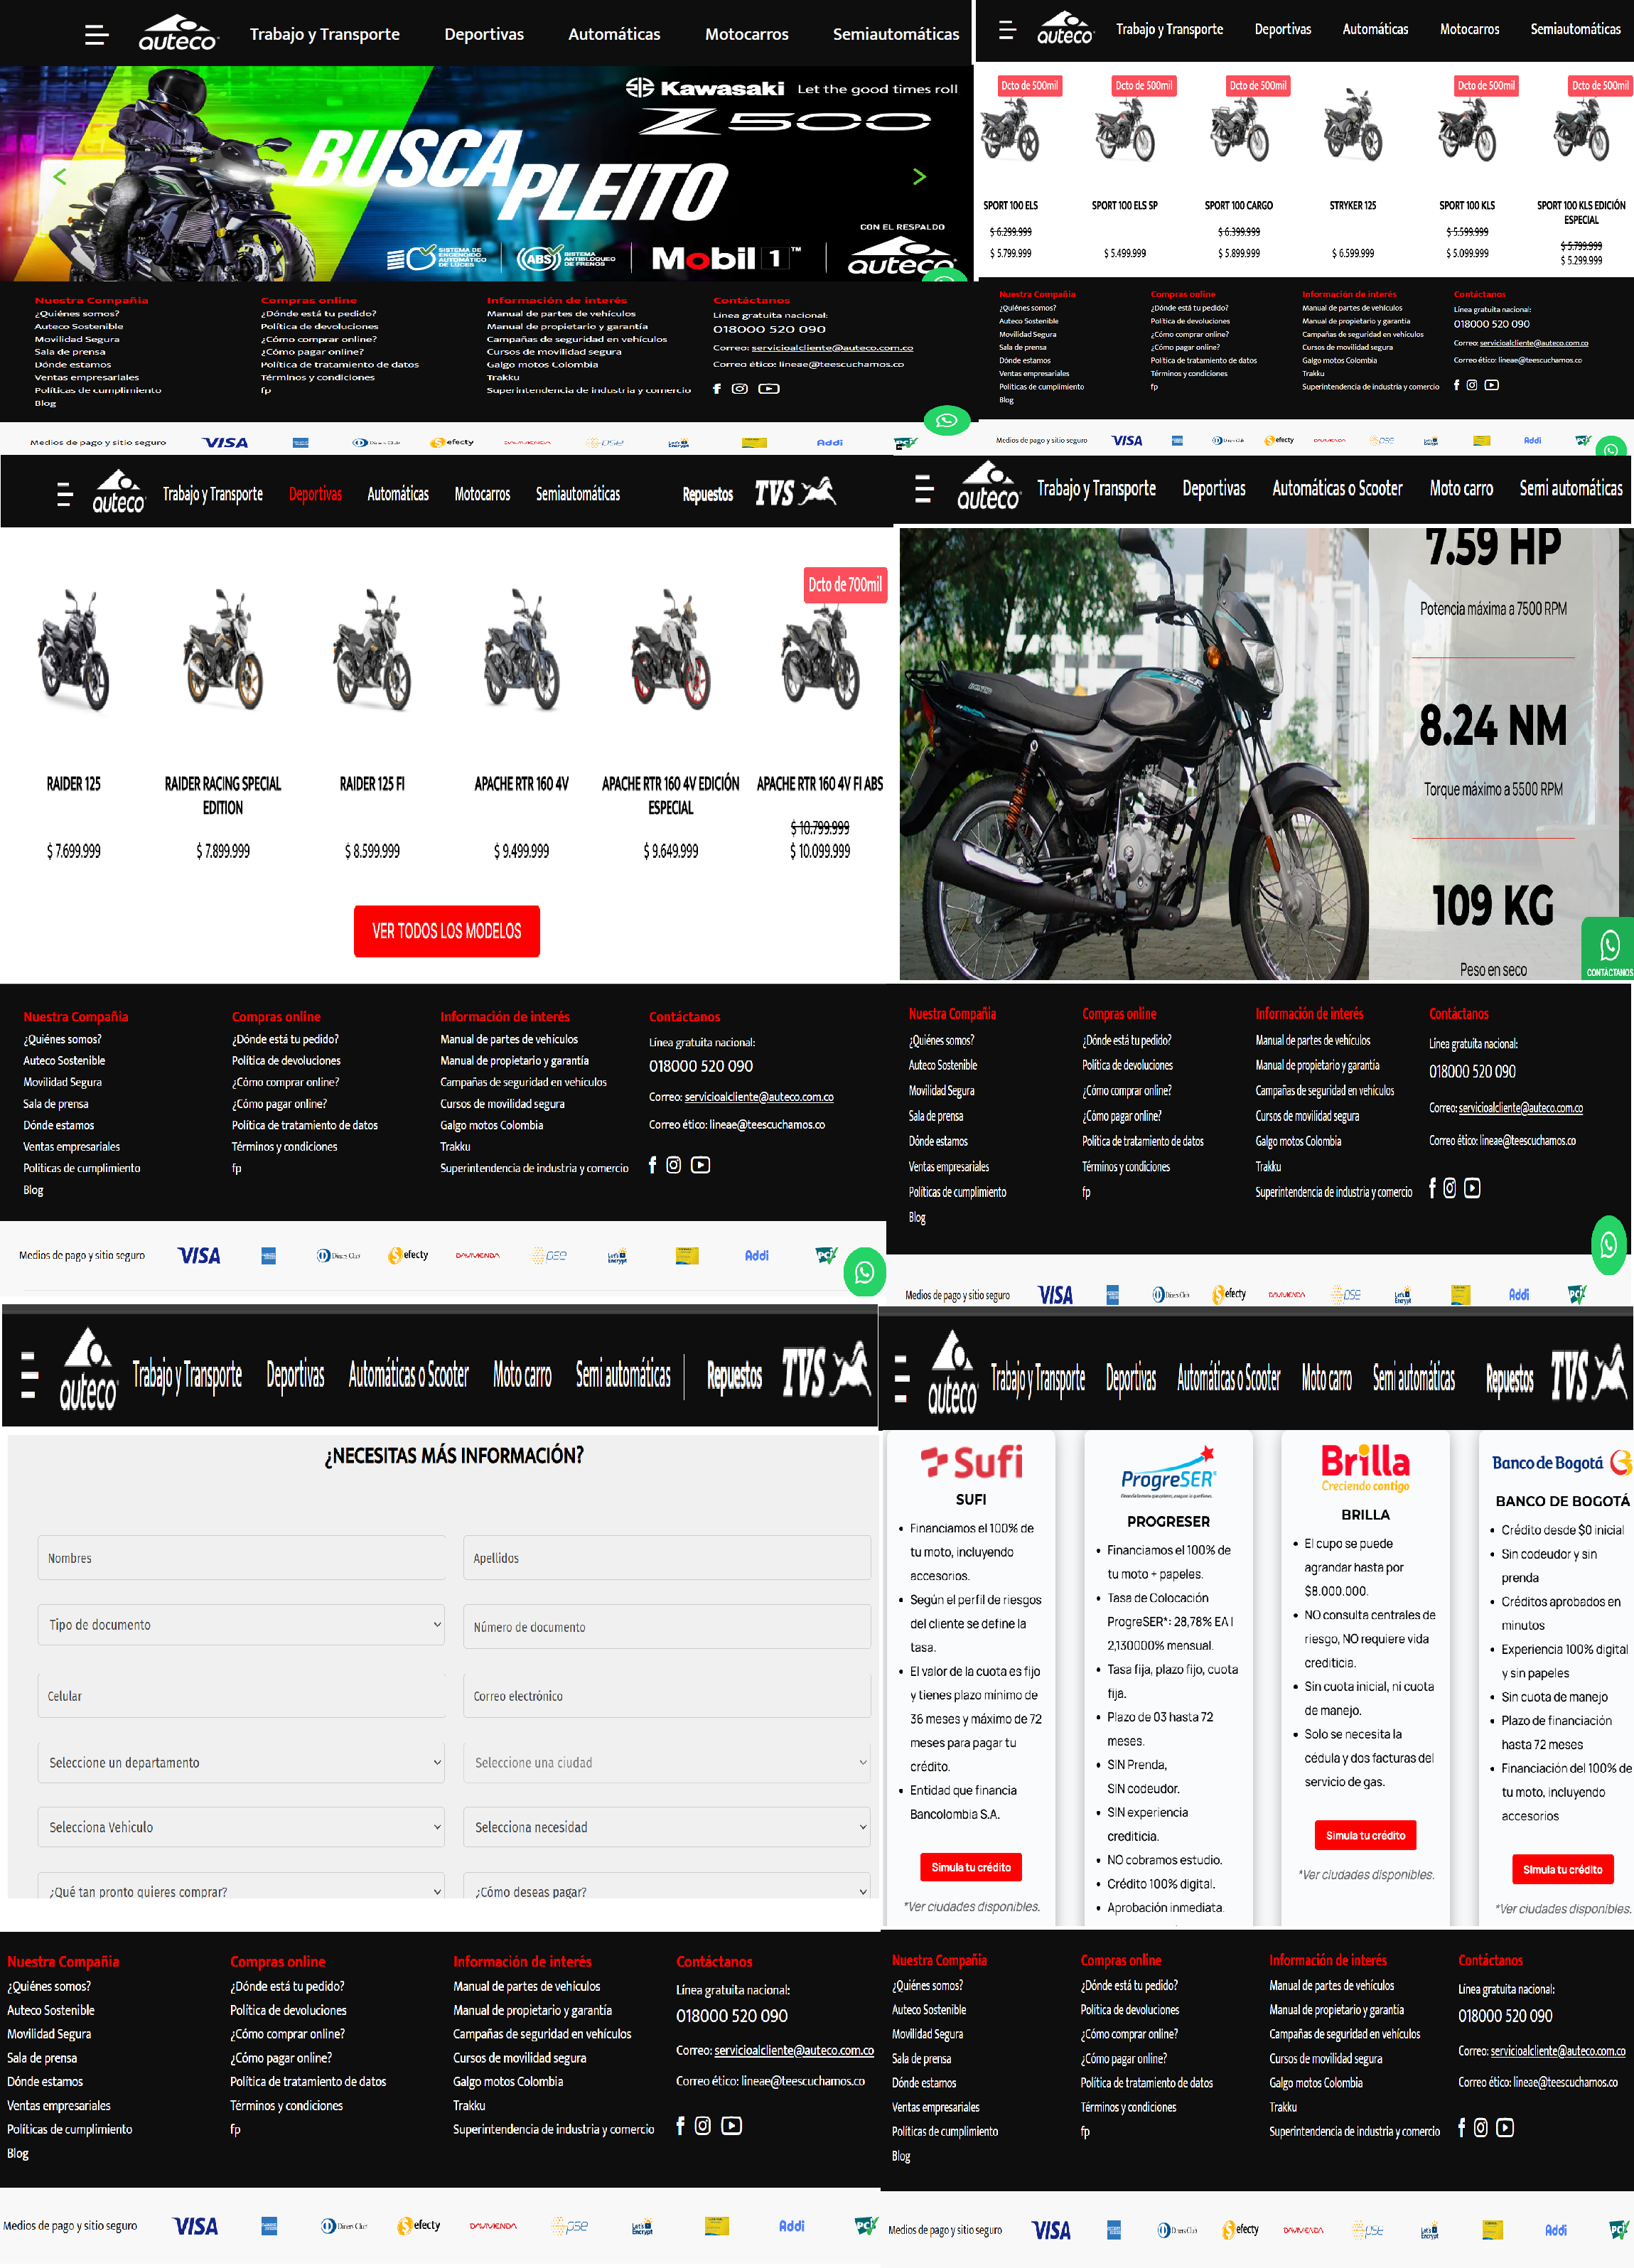 auteco Trabajo y Transporte Deportivas Automáticas Motocarros Semiautomáticas
Kawasaki Let the good times roll
Z500
BUSCA
PLEITO
CON EL RESPALDO
SISTEMA DE ENCENDIDO AUTOMÁTICO DE LUCES ABS SISTEMA ANTIBLOQUEO DE FRENOS Mobil 1™ auteco
Nuestra Compañia
¿Quiénes somos?
Auteco Sostenible
Movilidad Segura
Sala de prensa
Dónde estamos
Ventas empresariales
Políticas de cumplimiento
Blog
Compras online
¿Dónde está tu pedido?
Política de devoluciones
¿Cómo comprar online?
¿Cómo pagar online?
Política de tratamiento de datos
Términos y condiciones
fp
Información de interés
Manual de partes de vehículos
Manual de propietario y garantía
Campañas de seguridad en vehículos
Cursos de movilidad segura
Galgo motos Colombia
Trakku
Superintendencia de industria y comercio
Contáctanos
Línea gratuita nacional:
018000 520 090
Correo: servicioalcliente@auteco.com.co
Correo ético: lineae@teescuchamos.co
Medios de pago y sitio seguro VISA Diners Club efecty DAVIVIENDA pse Let's Encrypt Addi PCI
auteco Trabajo y Transporte Deportivas Automáticas Motocarros Semiautomáticas
Dcto de 500mil Dcto de 500mil Dcto de 500mil Dcto de 500mil Dcto de 500mil
SPORT 100 ELS SPORT 100 ELS SP SPORT 100 CARGO STRYKER 125 SPORT 100 KLS SPORT 100 KLS EDICIÓN
ESPECIAL
$ 6.299.999 $ 6.399.999 $ 5.599.999 $ 5.799.999
$ 5.799.999 $ 5.499.999 $ 5.899.999 $ 6.599.999 $ 5.099.999 $ 5.299.999
Nuestra Compañia
¿Quiénes somos?
Auteco Sostenible
Movilidad Segura
Sala de prensa
Dónde estamos
Ventas empresariales
Políticas de cumplimiento
Blog
Compras online
¿Dónde está tu pedido?
Política de devoluciones
¿Cómo comprar online?
¿Cómo pagar online?
Política de tratamiento de datos
Términos y condiciones
fp
Información de interés
Manual de partes de vehículos
Manual de propietario y garantía
Campañas de seguridad en vehículos
Cursos de movilidad segura
Galgo motos Colombia
Trakku
Superintendencia de industria y comercio
Contáctanos
Línea gratuita nacional:
018000 520 090
Correo: servicioalcliente@auteco.com.co
Correo ético: lineae@teescuchamos.co
Medios de pago y sitio seguro VISA Diners Club efecty DAVIVIENDA pse Let's Encrypt Addi PCI
auteco Trabajo y Transporte Deportivas Automáticas Motocarros Semiautomáticas Repuestos TVS
Dcto de 700mil
RAIDER 125 RAIDER RACING SPECIAL RAIDER 125 FI APACHE RTR 160 4V APACHE RTR 160 4V EDICIÓN APACHE RTR 160 4V FI ABS
EDITION ESPECIAL
$ 10.799.999
$ 7.699.999 $ 7.899.999 $ 8.599.999 $ 9.499.999 $ 9.649.999 $ 10.099.999
VER TODOS LOS MODELOS
Nuestra Compañia
¿Quiénes somos?
Auteco Sostenible
Movilidad Segura
Sala de prensa
Dónde estamos
Ventas empresariales
Políticas de cumplimiento
Blog
Compras online
¿Dónde está tu pedido?
Política de devoluciones
¿Cómo comprar online?
¿Cómo pagar online?
Política de tratamiento de datos
Términos y condiciones
fp
Información de interés
Manual de partes de vehículos
Manual de propietario y garantía
Campañas de seguridad en vehículos
Cursos de movilidad segura
Galgo motos Colombia
Trakku
Superintendencia de industria y comercio
Contáctanos
Línea gratuita nacional:
018000 520 090
Correo: servicioalcliente@auteco.com.co
Correo ético: lineae@teescuchamos.co
Medios de pago y sitio seguro VISA Diners Club efecty DAVIVIENDA pse Let's Encrypt Addi PCI
auteco Trabajo y Transporte Deportivas Automáticas o Scooter Moto carro Semi automáticas
7.59 HP
Potencia máxima a 7500 RPM
8.24 NM
Torque máximo a 5500 RPM
109 KG
Peso en seco
CONTÁCTANOS
BOXER
Nuestra Compañia
¿Quiénes somos?
Auteco Sostenible
Movilidad Segura
Sala de prensa
Dónde estamos
Ventas empresariales
Políticas de cumplimiento
Blog
Compras online
¿Dónde está tu pedido?
Política de devoluciones
¿Cómo comprar online?
¿Cómo pagar online?
Política de tratamiento de datos
Términos y condiciones
fp
Información de interés
Manual de partes de vehículos
Manual de propietario y garantía
Campañas de seguridad en vehículos
Cursos de movilidad segura
Galgo motos Colombia
Trakku
Superintendencia de industria y comercio
Contáctanos
Línea gratuita nacional:
018000 520 090
Correo: servicioalcliente@auteco.com.co
Correo ético: lineae@teescuchamos.co
Medios de pago y sitio seguro VISA Diners Club efecty DAVIVIENDA pse Let's Encrypt Addi PCI
auteco Trabajo y Transporte Deportivas Automáticas o Scooter Moto carro Semi automáticas Repuestos TVS
¿NECESITAS MÁS INFORMACIÓN?
Nombres Apellidos
Tipo de documento Número de documento
Celular Correo electrónico
Seleccione un departamento Seleccione una ciudad
Selecciona Vehiculo Selecciona necesidad
¿Qué tan pronto quieres comprar? ¿Cómo deseas pagar?
Nuestra Compañia
¿Quiénes somos?
Auteco Sostenible
Movilidad Segura
Sala de prensa
Dónde estamos
Ventas empresariales
Políticas de cumplimiento
Blog
Compras online
¿Dónde está tu pedido?
Política de devoluciones
¿Cómo comprar online?
¿Cómo pagar online?
Política de tratamiento de datos
Términos y condiciones
fp
Información de interés
Manual de partes de vehículos
Manual de propietario y garantía
Campañas de seguridad en vehículos
Cursos de movilidad segura
Galgo motos Colombia
Trakku
Superintendencia de industria y comercio
Contáctanos
Línea gratuita nacional:
018000 520 090
Correo: servicioalcliente@auteco.com.co
Correo ético: lineae@teescuchamos.co
Medios de pago y sitio seguro VISA Diners Club efecty DAVIVIENDA pse Let's Encrypt Addi PCI
auteco Trabajo y Transporte Deportivas Automáticas o Scooter Moto carro Semi automáticas Repuestos TVS
Sufi
SUFI
• Financiamos el 100% de
tu moto, incluyendo
accesorios.
• Según el perfil de riesgos
del cliente se define la
tasa.
• El valor de la cuota es fijo
y tienes plazo mínimo de
36 meses y máximo de 72
meses para pagar tu
crédito.
• Entidad que financia
Bancolombia S.A.
Simula tu crédito
*Ver ciudades disponibles.
ProgreSER
PROGRESER
• Financiamos el 100% de
tu moto + papeles.
• Tasa de Colocación
ProgreSER*: 28,78% EA |
2,130000% mensual.
• Tasa fija, plazo fijo, cuota
fija.
• Plazo de 03 hasta 72
meses.
• SIN Prenda,
SIN codeudor.
• SIN experiencia
crediticia.
• NO cobramos estudio.
• Crédito 100% digital.
• Aprobación inmediata.
Brilla
Creciendo contigo
BRILLA
• El cupo se puede
agrandar hasta por
$8.000.000.
• NO consulta centrales de
riesgo, NO requiere vida
crediticia.
• Sin cuota inicial, ni cuota
de manejo.
• Solo se necesita la
cédula y dos facturas del
servicio de gas.
Simula tu crédito
*Ver ciudades disponibles.
Banco de Bogotá
BANCO DE BOGOTÁ
• Crédito desde $0 inicial
• Sin codeudor y sin
prenda
• Créditos aprobados en
minutos
• Experiencia 100% digital
y sin papeles
• Sin cuota de manejo
• Plazo de financiación
hasta 72 meses
• Financiación del 100% de
tu moto, incluyendo
accesorios
Simula tu crédito
*Ver ciudades disponibles.
Nuestra Compañia
¿Quiénes somos?
Auteco Sostenible
Movilidad Segura
Sala de prensa
Dónde estamos
Ventas empresariales
Políticas de cumplimiento
Blog
Compras online
¿Dónde está tu pedido?
Política de devoluciones
¿Cómo comprar online?
¿Cómo pagar online?
Política de tratamiento de datos
Términos y condiciones
fp
Información de interés
Manual de partes de vehículos
Manual de propietario y garantía
Campañas de seguridad en vehículos
Cursos de movilidad segura
Galgo motos Colombia
Trakku
Superintendencia de industria y comercio
Contáctanos
Línea gratuita nacional:
018000 520 090
Correo: servicioalcliente@auteco.com.co
Correo ético: lineae@teescuchamos.co
Medios de pago y sitio seguro VISA Diners Club efecty DAVIVIENDA pse Let's Encrypt Addi PCI